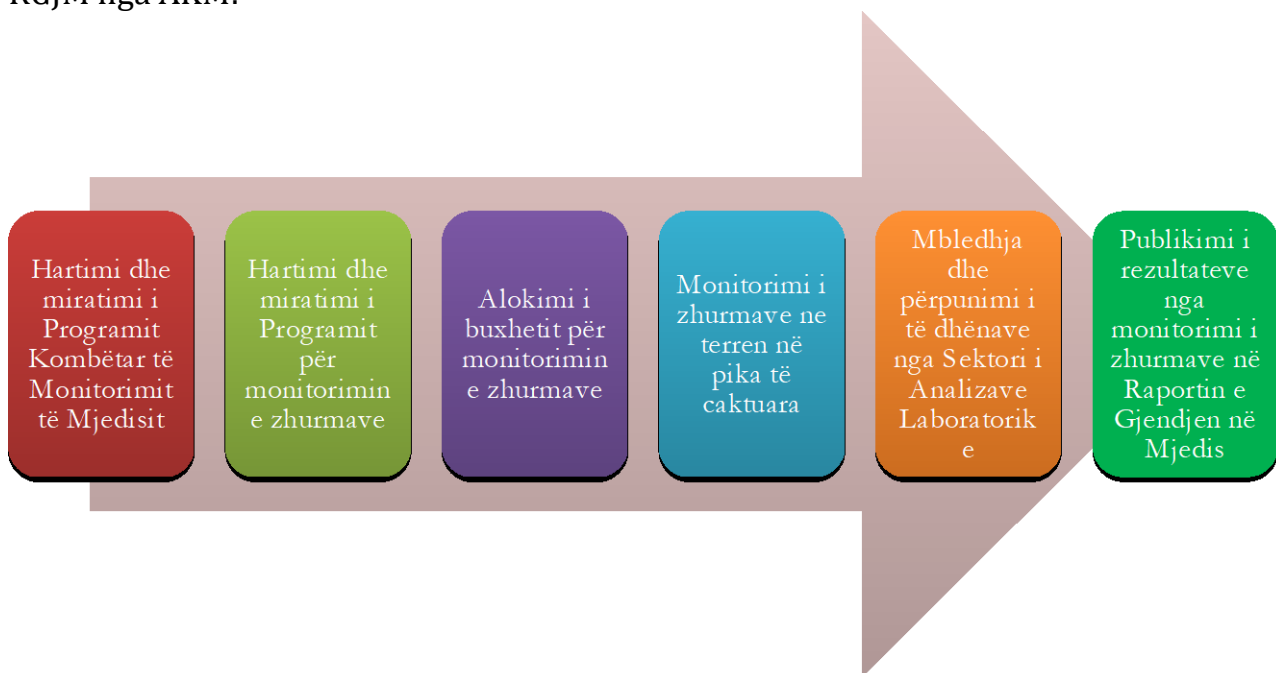 RGJM nga AKM.
Hartimi dhe
miratimi i
Programit
Kombëtar të
Monitorimit
të Mjedisit
Hartimi dhe
miratimi i
Programit
për
monitorimin
e zhurmave
Alokimi i
buxhetit për
monitorimin
e zhurmave
Monitorimi i
zhurmave ne
terren në
pika të
caktuara
Mbledhja
dhe
përpunimi i
të dhënave
nga Sektori i
Analizave
Laboratorik
e
Publikimi i
rezultateve
nga
monitorimi i
zhurmave në
Raportin e
Gjendjen në
Mjedis